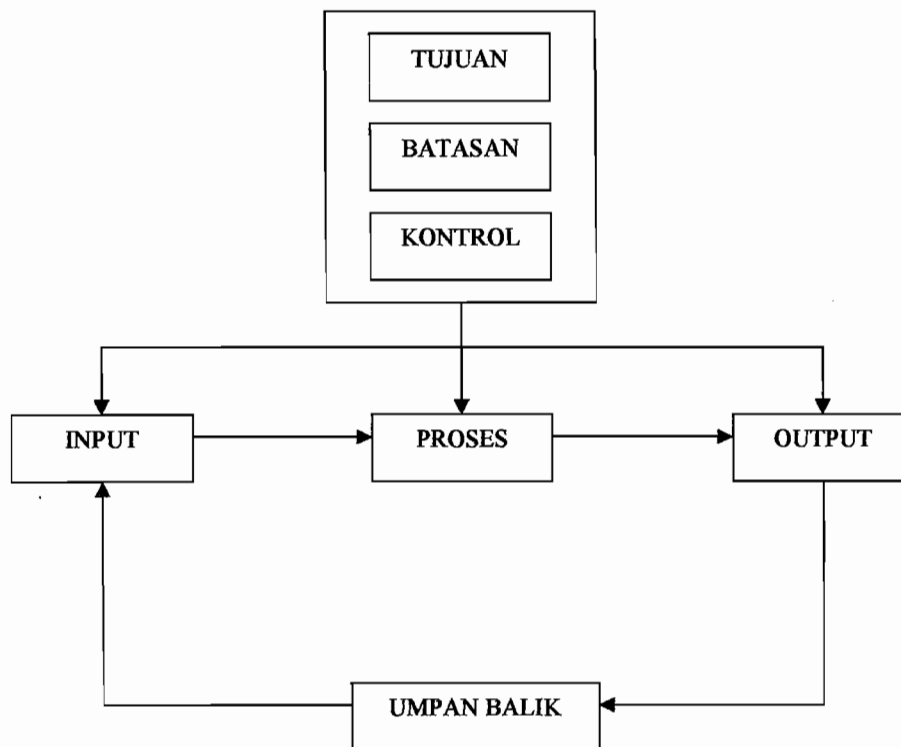 TUJUAN
BATASAN
KONTROL
INPUT
PROSES
OUTPUT
UMPAN BALIK